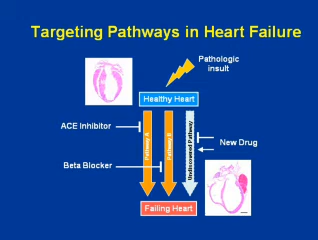 Targeting Pathways in Heart Failure
Pathologic
insult
Healthy Heart
ACE Inhibitor
Pathway A
Pathway B
Undiscovered Pathway
New Drug
Beta Blocker
Failing Heart